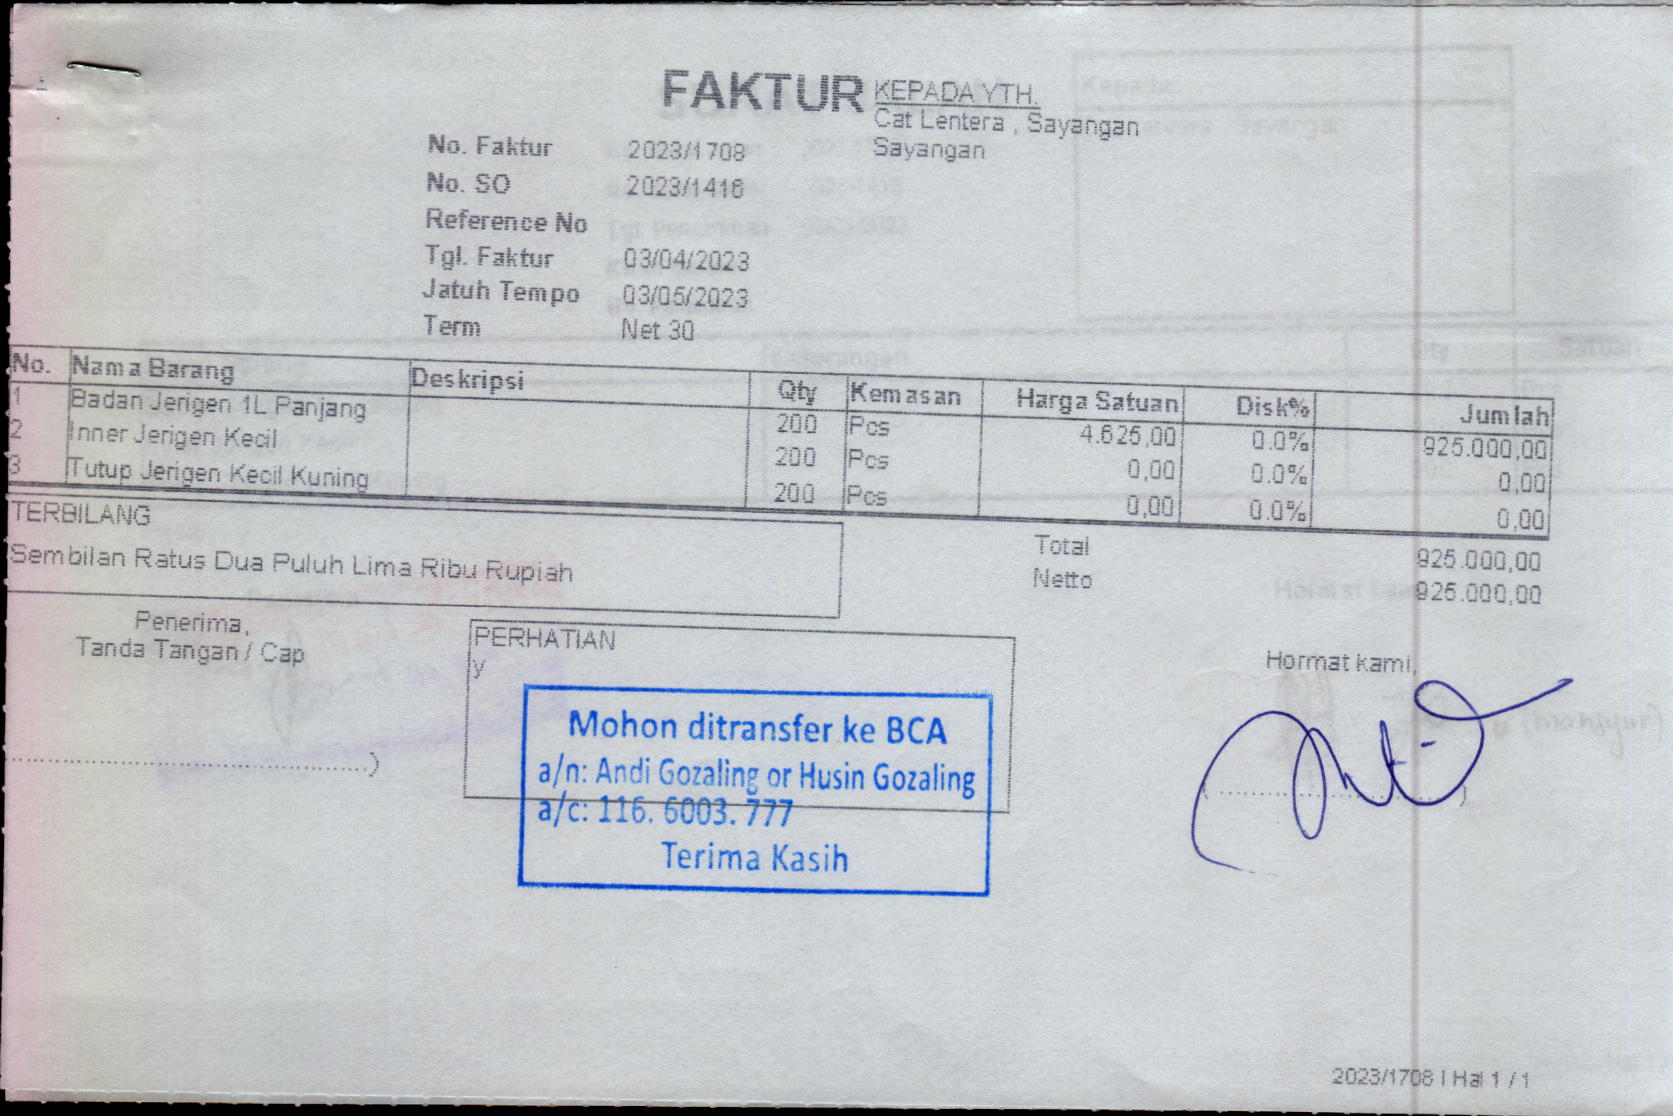 FAKTUR
KEPADA YTH.
Cat Lentera , Sayangan
Sayangan
No. Faktur 2023/1708
No. SO 2023/1416
Reference No
Tgl. Faktur 03/04/2023
Jatuh Tempo 03/05/2023
Term Net 30
No. Nama Barang Deskripsi Qty Kemasan Harga Satuan Disk% Jumlah
1 Badan Jerigen 1L Panjang 200 Pcs 4.625,00 0.0% 925.000,00
2 Inner Jerigen Kecil 200 Pcs 0,00 0.0% 0,00
3 Tutup Jerigen Kecil Kuning 200 Pcs 0,00 0.0% 0,00
TERBILANG
Sembilan Ratus Dua Puluh Lima Ribu Rupiah
Total 925.000,00
Netto 925.000,00
Penerima,
Tanda Tangan / Cap
PERHATIAN
y
Hormat kami,
Mohon ditransfer ke BCA
a/n: Andi Gozaling or Husin Gozaling
a/c: 116. 6003. 777
Terima Kasih
(mansyur)
2023/1708 | Hal 1 / 1